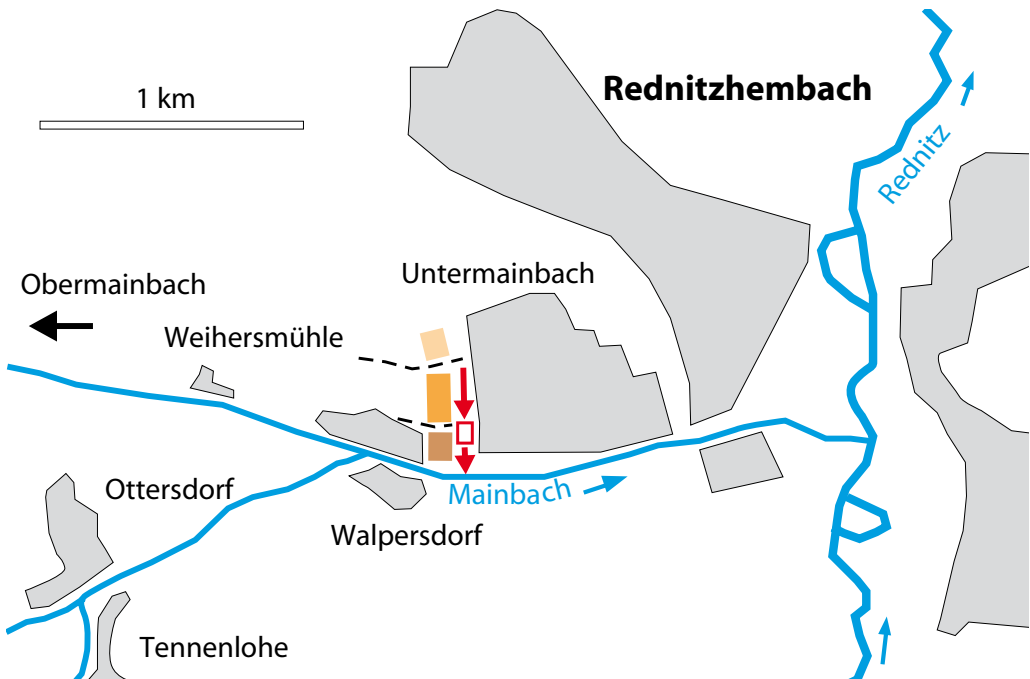 Rednitzhembach
1 km
Rednitz
Untermainbach
Obermainbach
Weihersmühle
Ottersdorf
Mainbach
Walpersdorf
Tennenlohe